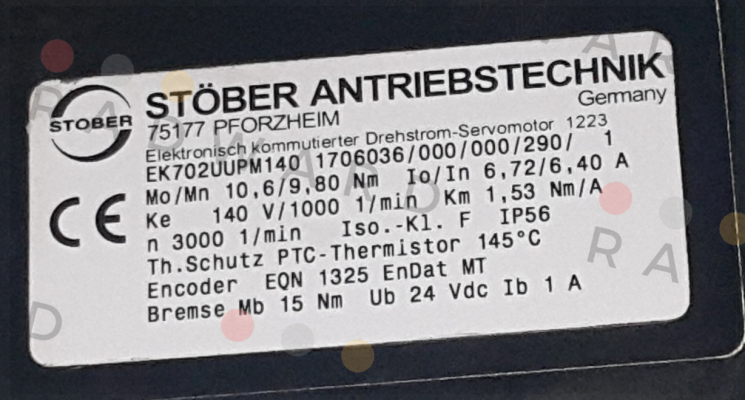 STOBER
STÖBER ANTRIEBSTECHNIK
75177 PFORZHEIM Germany
Elektronisch kommutierter Drehstrom-Servomotor 1223
EK702UUPM140 1706036/000/000/290/ 1
Mo/Mn 10,6/9,80 Nm Io/In 6,72/6,40 A
Ke 140 V/1000 1/min Km 1,53 Nm/A
n 3000 1/min Iso.-Kl. F IP56
Th.Schutz PTC-Thermistor 145°C
Encoder EQN 1325 EnDat MT
Bremse Mb 15 Nm Ub 24 Vdc Ib 1 A
CE